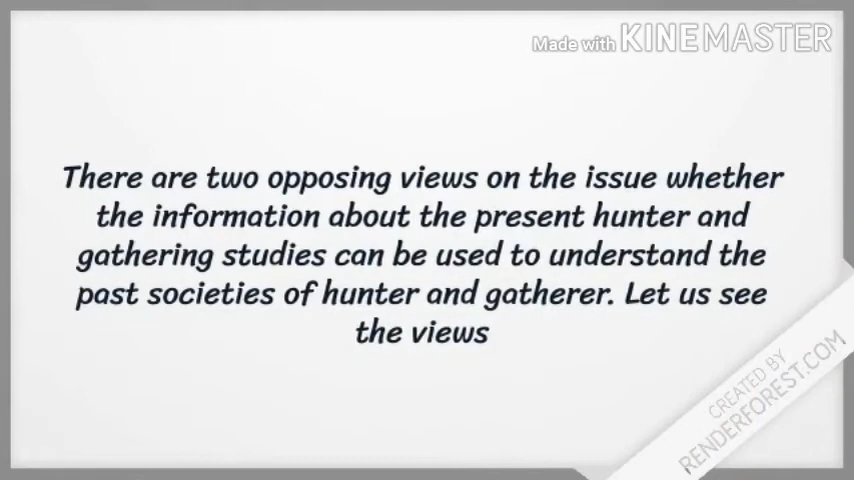 Made with KINEMASTER
There are two opposing views on the issue whether
the information about the present hunter and
gathering studies can be used to understand the
past societies of hunter and gatherer. Let us see
the views
CREATED BY
RENDERFOREST.COM